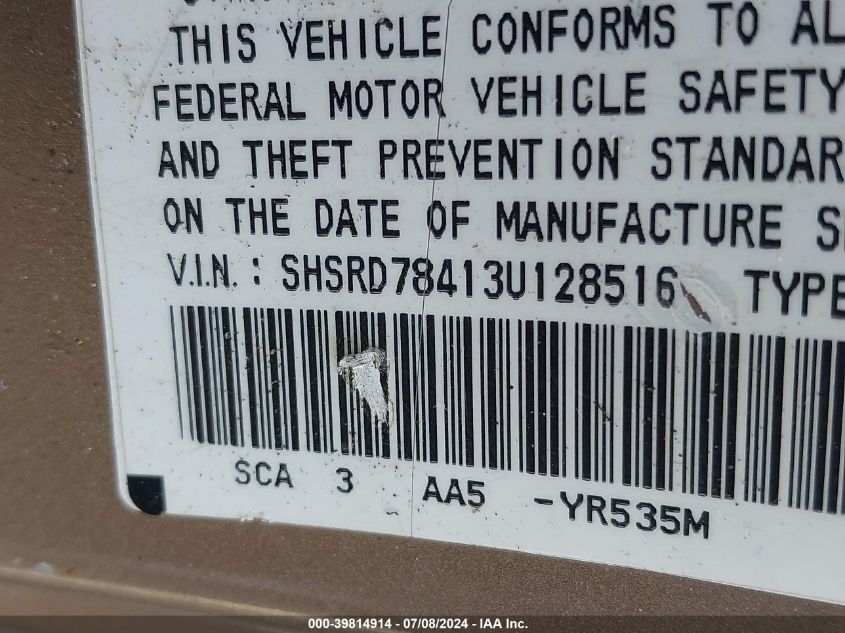 THIS VEHICLE CONFORMS TO AL
FEDERAL MOTOR VEHICLE SAFETY
AND THEFT PREVENTION STANDAR
ON THE DATE OF MANUFACTURE S
V.I.N.: SHSRD78413U128516 TYPE
SCA 3 AA5 -YR535M
000-39814914 - 07/08/2024 - IAA Inc.